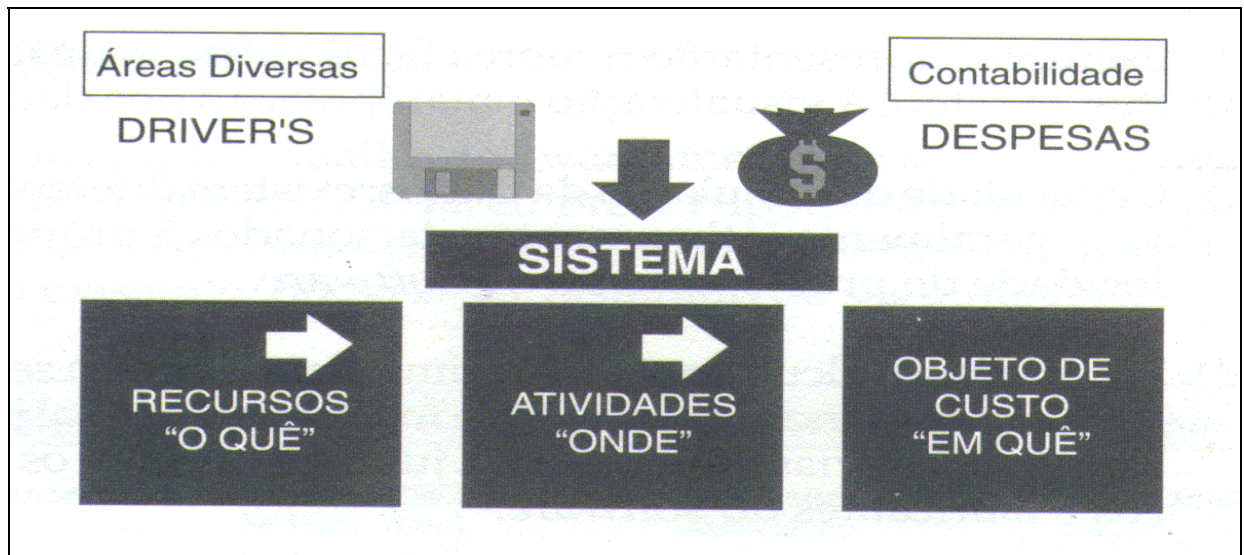 Áreas Diversas
DRIVER'S
Contabilidade
DESPESAS
$
SISTEMA
RECURSOS
“O QUÊ”
ATIVIDADES
“ONDE”
OBJETO DE
CUSTO
“EM QUÊ”